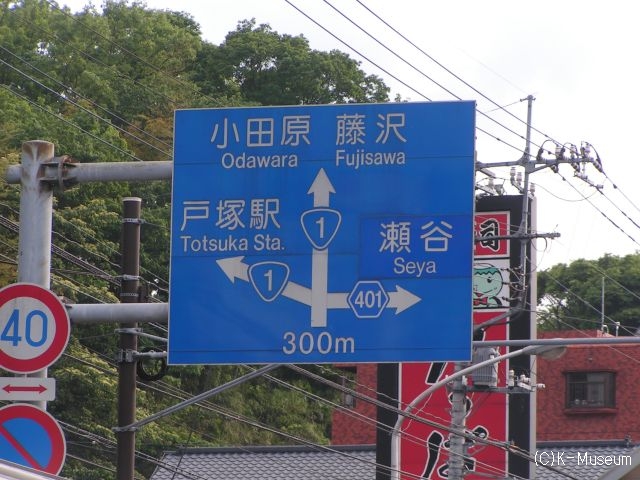 小田原 藤沢
Odawara Fujisawa
戸塚駅
Totsuka Sta.
1
瀬谷
Seya
1
401
300m
40
司
(C)K-Museum